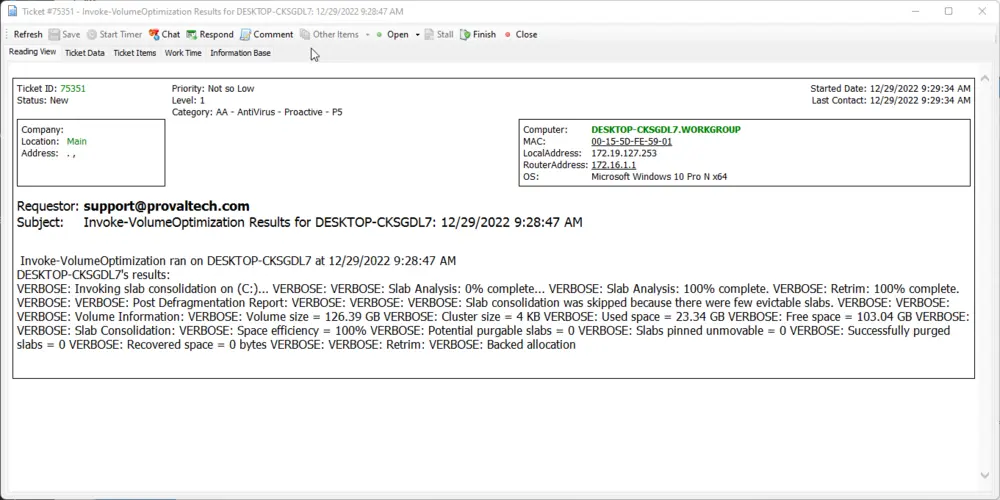 Ticket #75351 - Invoke-VolumeOptimization Results for DESKTOP-CKSGDL7: 12/29/2022 9:28:47 AM
Refresh Save Start Timer Chat Respond Comment Other Items Open Stall Finish Close
Reading View Ticket Data Ticket Items Work Time Information Base
Ticket ID: 75351 Priority: Not so Low Started Date: 12/29/2022 9:29:34 AM
Status: New Level: 1 Last Contact: 12/29/2022 9:29:34 AM
Category: AA - AntiVirus - Proactive - P5
Company:
Location: Main
Address: . ,
Computer: DESKTOP-CKSGDL7.WORKGROUP
MAC: 00-15-5D-FE-59-01
LocalAddress: 172.19.127.253
RouterAddress: 172.16.1.1
OS: Microsoft Windows 10 Pro N x64
Requestor: support@provaltech.com
Subject: Invoke-VolumeOptimization Results for DESKTOP-CKSGDL7: 12/29/2022 9:28:47 AM
Invoke-VolumeOptimization ran on DESKTOP-CKSGDL7 at 12/29/2022 9:28:47 AM
DESKTOP-CKSGDL7's results:
VERBOSE: Invoking slab consolidation on (C:)... VERBOSE: VERBOSE: Slab Analysis: 0% complete... VERBOSE: Slab Analysis: 100% complete. VERBOSE: Retrim: 100% complete.
VERBOSE: VERBOSE: Post Defragmentation Report: VERBOSE: VERBOSE: VERBOSE: Slab consolidation was skipped because there were few evictable slabs. VERBOSE: VERBOSE:
VERBOSE: Volume Information: VERBOSE: Volume size = 126.39 GB VERBOSE: Cluster size = 4 KB VERBOSE: Used space = 23.34 GB VERBOSE: Free space = 103.04 GB VERBOSE:
VERBOSE: Slab Consolidation: VERBOSE: Space efficiency = 100% VERBOSE: Potential purgable slabs = 0 VERBOSE: Slabs pinned unmovable = 0 VERBOSE: Successfully purged
slabs = 0 VERBOSE: Recovered space = 0 bytes VERBOSE: VERBOSE: Retrim: VERBOSE: Backed allocation